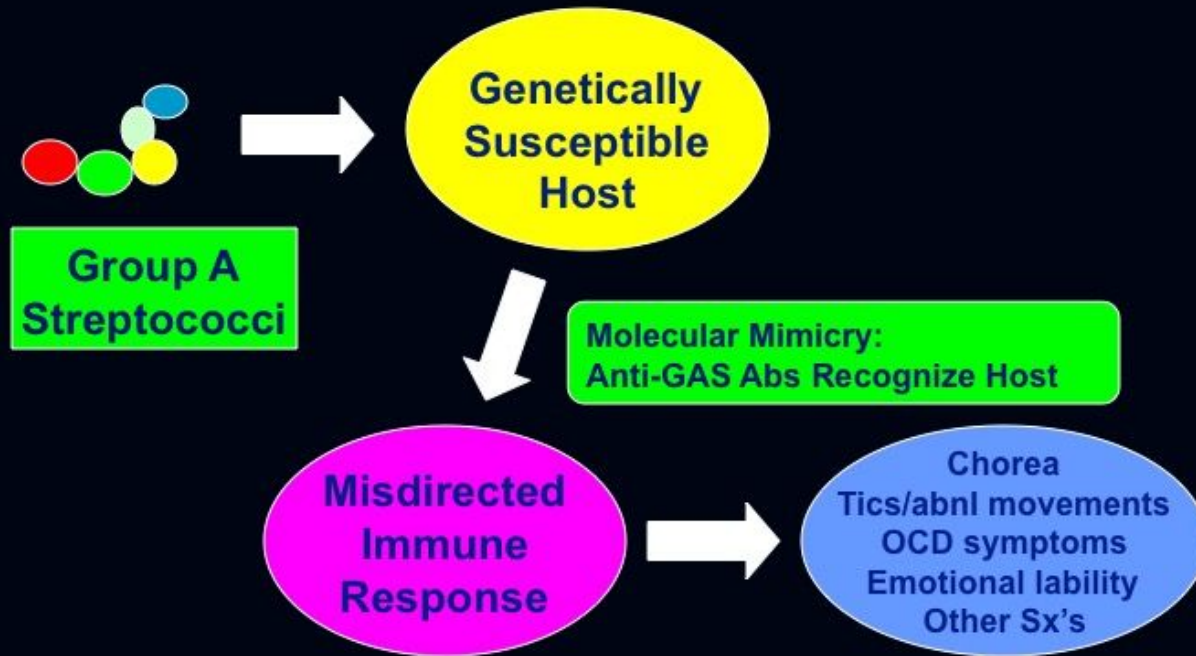 Genetically
Susceptible
Host
Group A
Streptococci
Molecular Mimicry:
Anti-GAS Abs Recognize Host
Misdirected
Immune
Response
Chorea
Tics/abnl movements
OCD symptoms
Emotional lability
Other Sx's